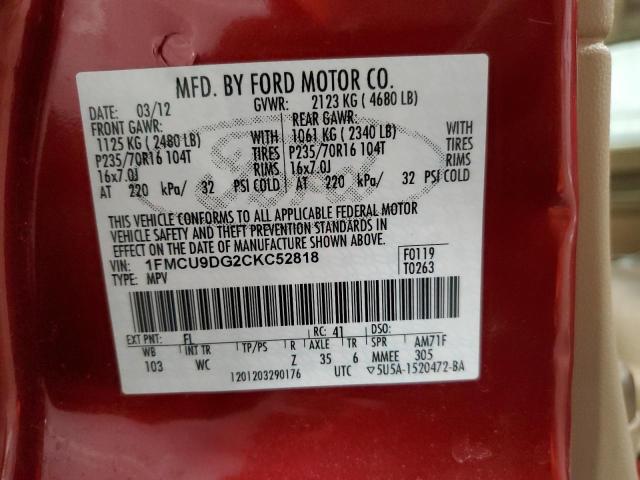 MFD. BY FORD MOTOR CO.
DATE: 03/12 GVWR: 2123 KG ( 4680 LB)
FRONT GAWR: REAR GAWR:
1125 KG ( 2480 LB) WITH 1061 KG ( 2340 LB) WITH
P235/70R16 104T TIRES P235/70R16 104T TIRES
16x7.0J RIMS 16x7.0J RIMS
AT 220 kPa/ 32 PSI COLD AT 220 kPa/ 32 PSI COLD
THIS VEHICLE CONFORMS TO ALL APPLICABLE FEDERAL MOTOR
VEHICLE SAFETY AND THEFT PREVENTION STANDARDS IN
EFFECT ON THE DATE OF MANUFACTURE SHOWN ABOVE.
VIN: 1FMCU9DG2CKC52818 F0119
TYPE: MPV T0263
EXT PNT: FL RC: 41 DSO:
WB INT TR TP/PS R AXLE TR SPR AM71F
103 WC Z 35 6 MMEE 305
1201203290176 UTC ▽5U5A-1520472-BA